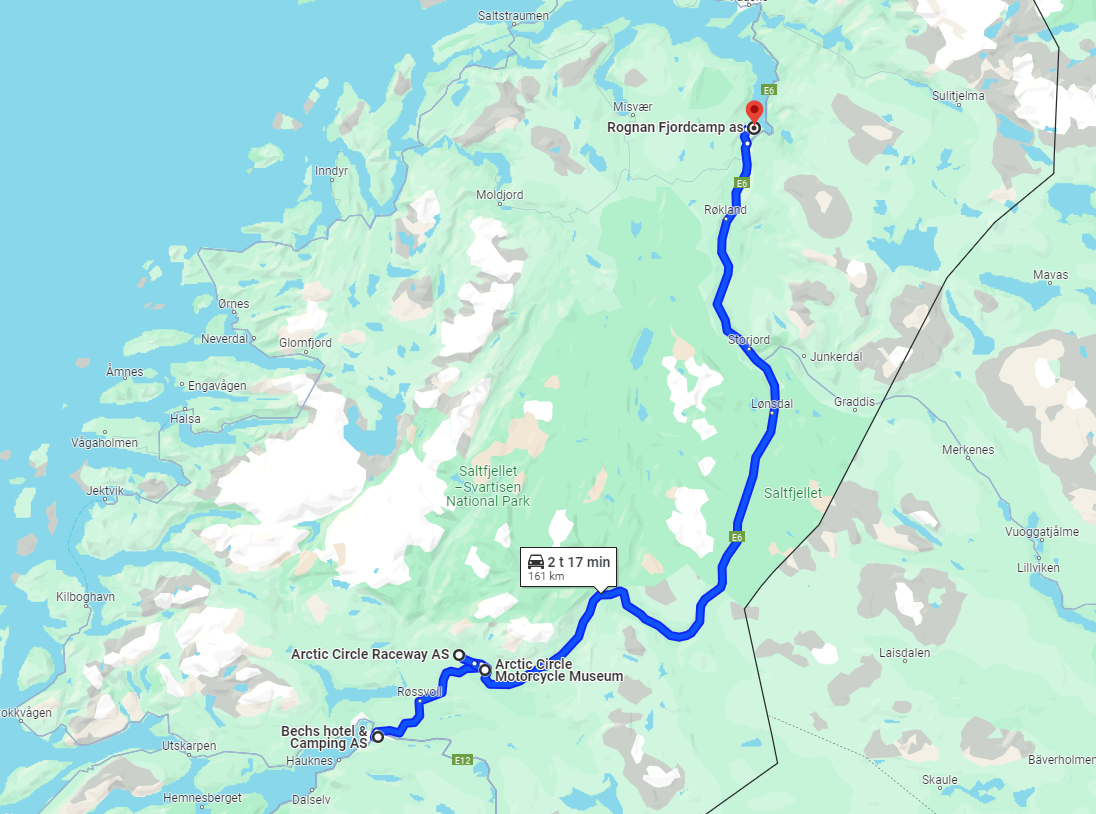 Saltstraumen
E6
Sulitjelma
Misvær
Rognan Fjordcamp as
Inndyr
E6
Moldjord
Røkland
Mavas
Ørnes
Neverdal
Glomfjord
Storjord
Junkerdal
Åmnes
Engavågen
Lønsdal
Graddis
Halsa
Vågaholmen
Merkenes
Saltfjellet
–Svartisen
National Park
Jektvik
Saltfjellet
Vuoggatjålme
E6
2 t 17 min
161 km
Lillviken
Kilboghavn
Arctic Circle Raceway AS
Arctic Circle
Motorcycle Museum
Laisdalen
Røssvoll
okkvågen
Bechs hotel &
Camping AS
Utskarpen
Hauknes
E12
Bäverholmen
Skaule
Hemnesberget
Dalselv